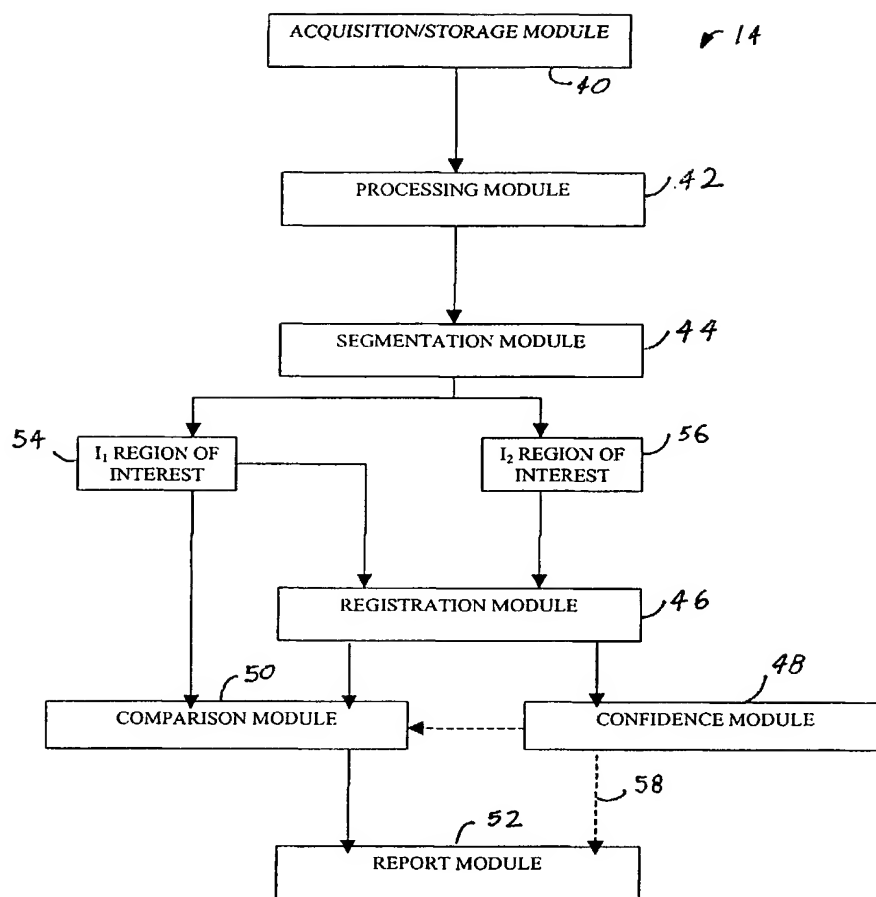 ACQUISITION/STORAGE MODULE
14
40
PROCESSING MODULE
42
SEGMENTATION MODULE
44
54
I₁ REGION OF
INTEREST
I₂ REGION OF
INTEREST
56
REGISTRATION MODULE
46
50
COMPARISON MODULE
48
CONFIDENCE MODULE
58
52
REPORT MODULE